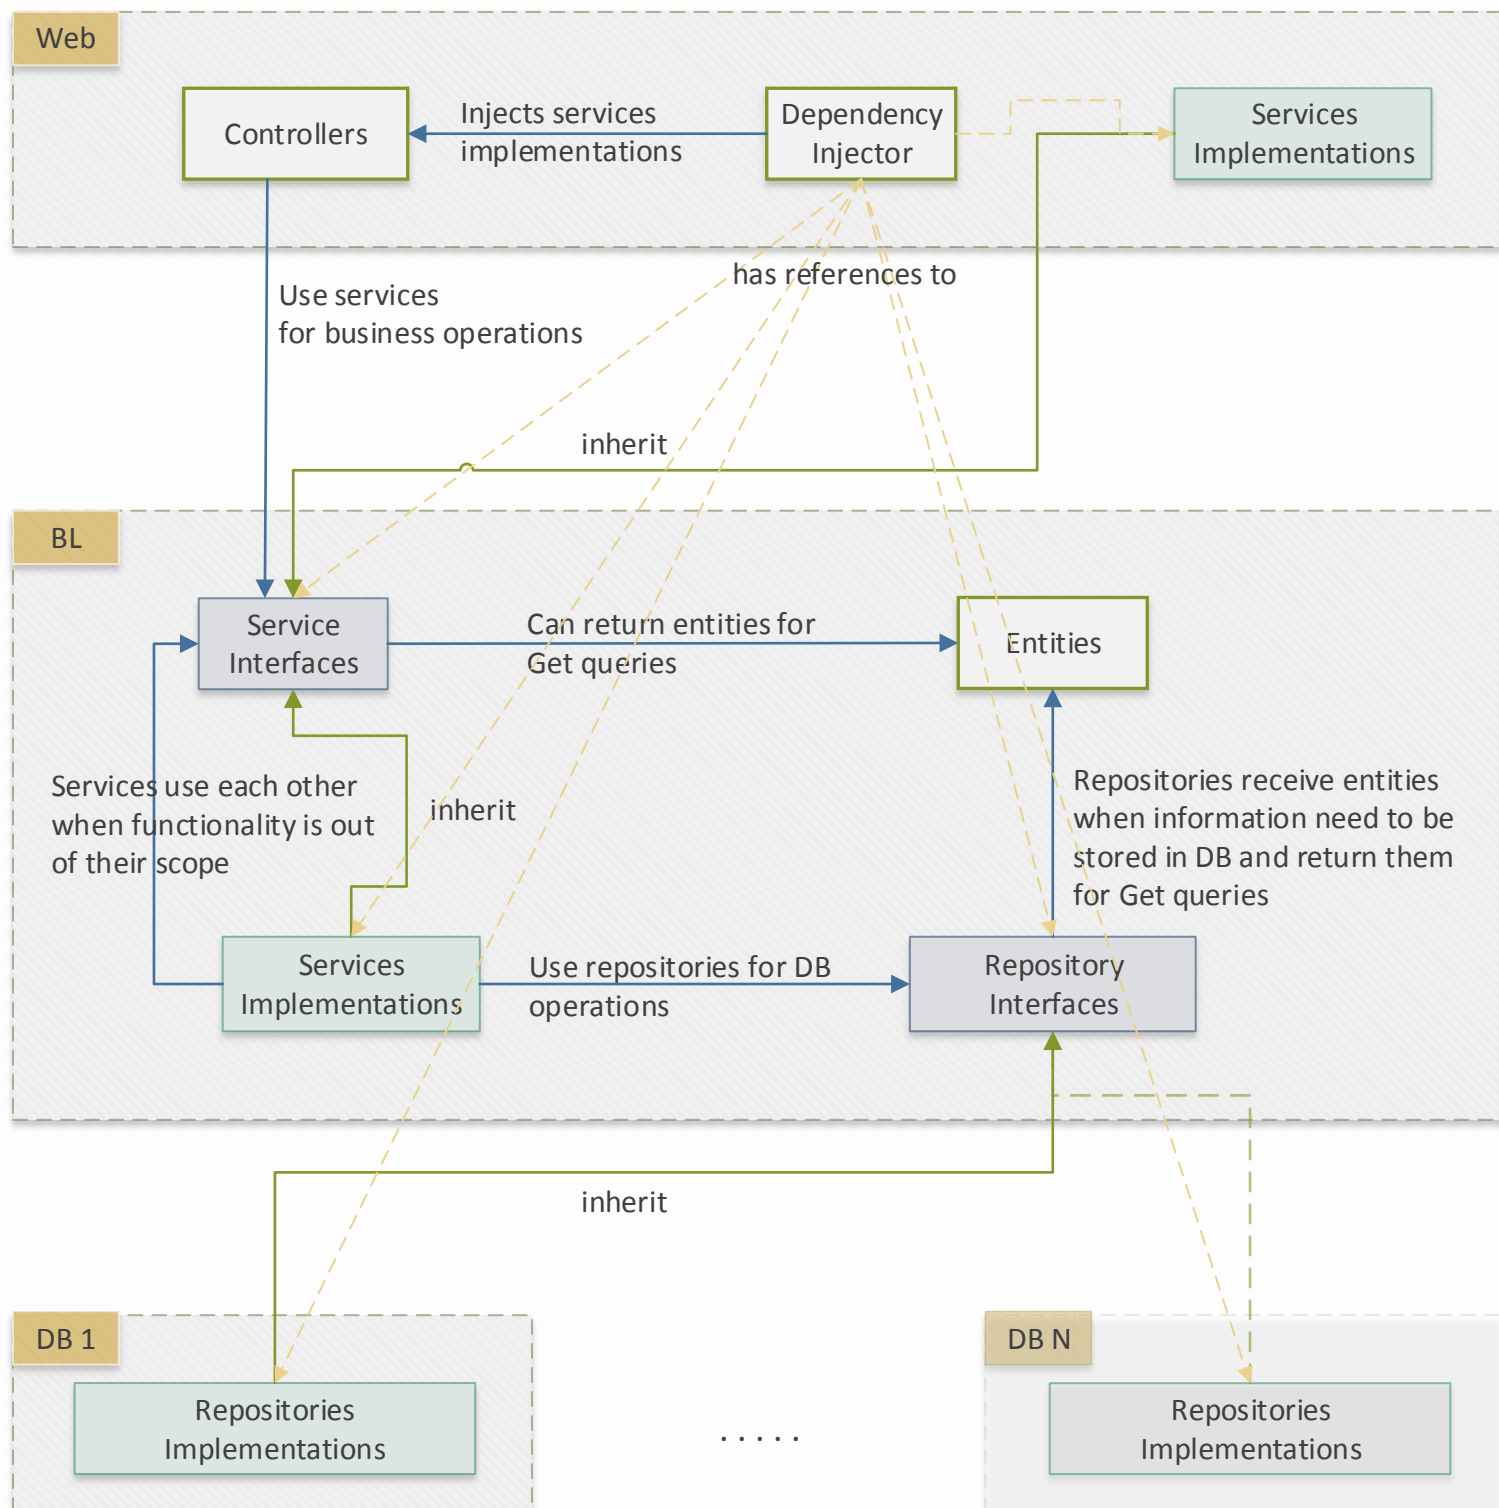 Web
Controllers
Injects services
implementations
Dependency
Injector
Services
Implementations
has references to
Use services
for business operations
inherit
BL
Service
Interfaces
Can return entities for
Get queries
Entities
Services use each other
when functionality is out
of their scope
inherit
Repositories receive entities
when information need to be
stored in DB and return them
for Get queries
Services
Implementations
Use repositories for DB
operations
Repository
Interfaces
inherit
DB 1
Repositories
Implementations
.....
DB N
Repositories
Implementations